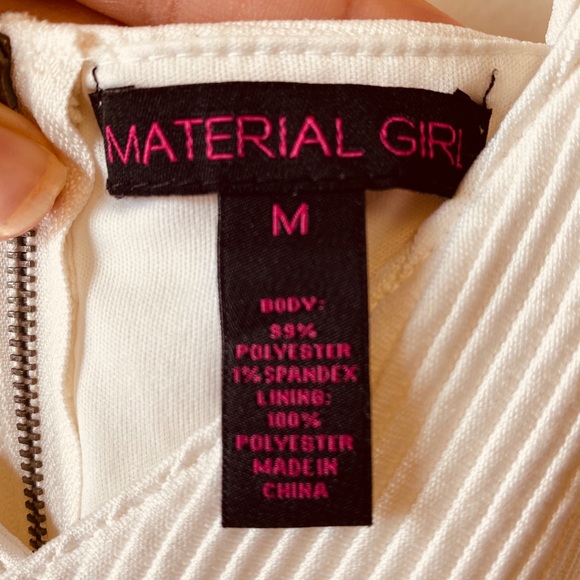 MATERIAL GIRL
M
BODY:
99%
POLYESTER
1% SPANDEX
LINING:
100%
POLYESTER
MADE IN
CHINA